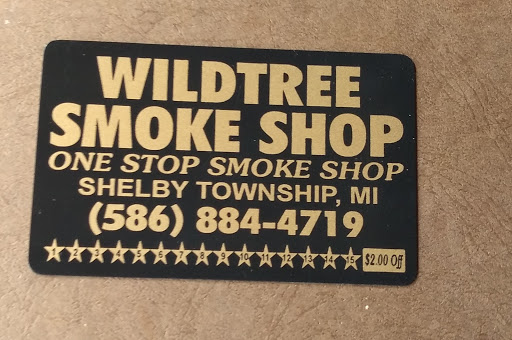 WILDTREE
SMOKE SHOP
ONE STOP SMOKE SHOP
SHELBY TOWNSHIP, MI
(586) 884-4719
1 2 3 4 5 6 7 8 9 10 11 12 13 14 15 $2.00 Off